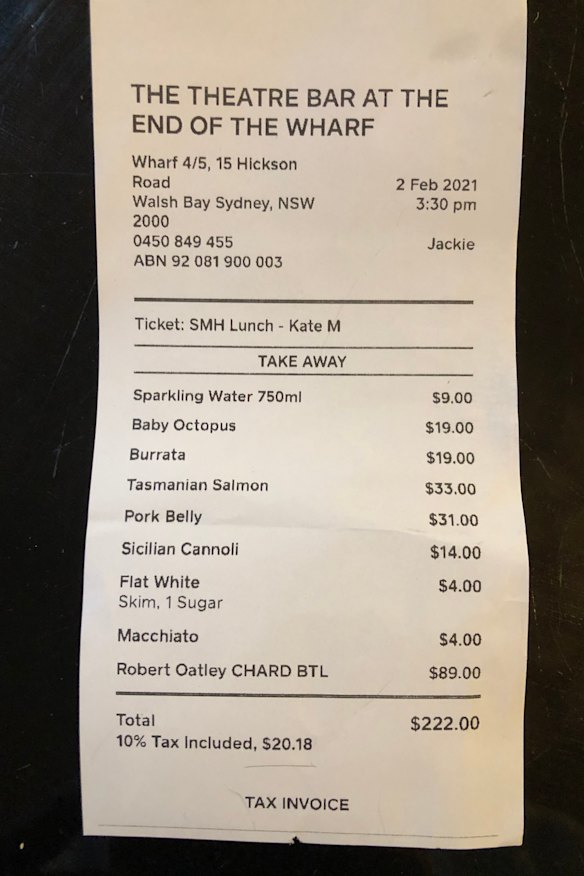 THE THEATRE BAR AT THE
END OF THE WHARF
Wharf 4/5, 15 Hickson
Road
2 Feb 2021
Walsh Bay Sydney, NSW
3:30 pm
2000
0450 849 455
Jackie
ABN 92 081 900 003
Ticket: SMH Lunch - Kate M
TAKE AWAY
Sparkling Water 750ml $9.00
Baby Octopus $19.00
Burrata $19.00
Tasmanian Salmon $33.00
Pork Belly $31.00
Sicilian Cannoli $14.00
Flat White $4.00
Skim, 1 Sugar
Macchiato $4.00
Robert Oatley CHARD BTL $89.00
Total $222.00
10% Tax Included, $20.18
TAX INVOICE